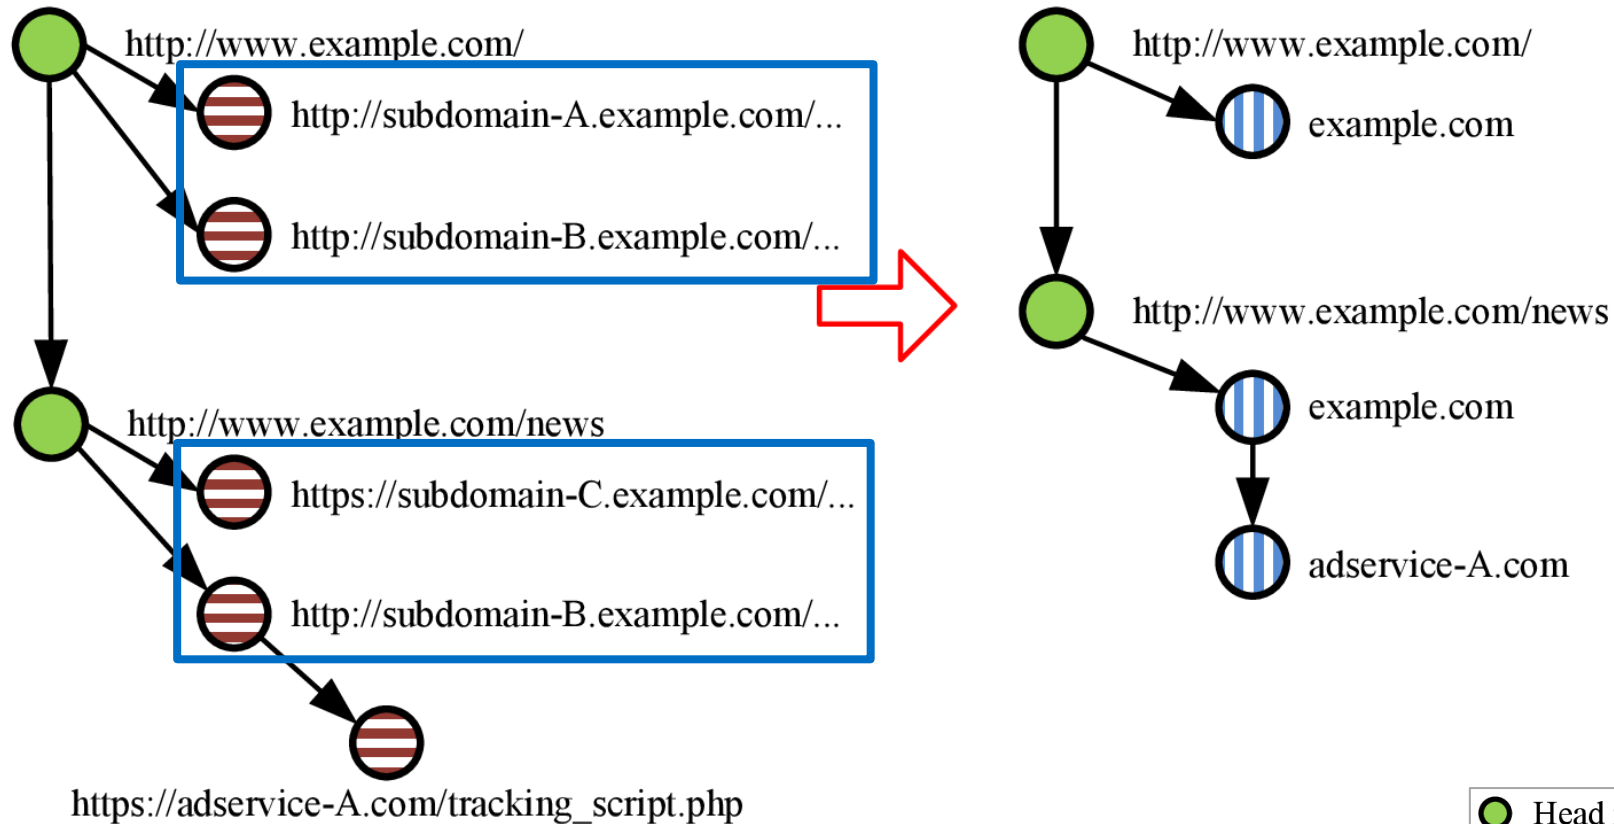 http://www.example.com/
http://subdomain-A.example.com/...
http://subdomain-B.example.com/...
http://www.example.com/news
https://subdomain-C.example.com/...
http://subdomain-B.example.com/...
https://adservice-A.com/tracking_script.php
http://www.example.com/
example.com
http://www.example.com/news
example.com
adservice-A.com
Head